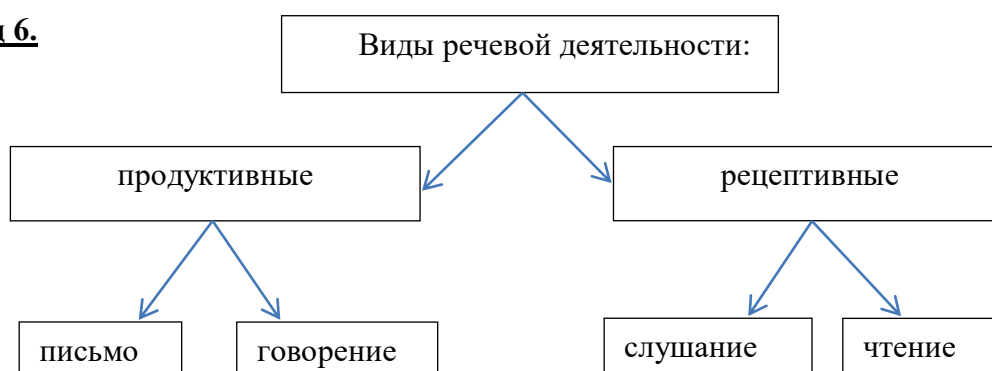 6.
Виды речевой деятельности:
продуктивные рецептивные
письмо говорение слушание чтение